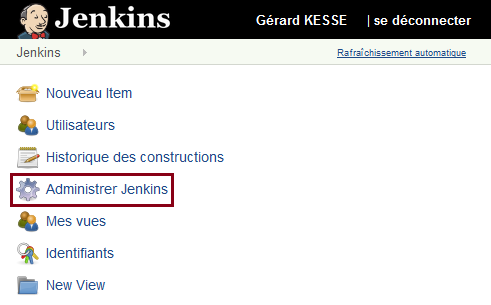 Jenkins
Gérard KESSE | se déconnecter
Jenkins
Rafraîchissement automatique
Nouveau Item
Utilisateurs
Historique des constructions
Administrer Jenkins
Mes vues
Identifiants
New View